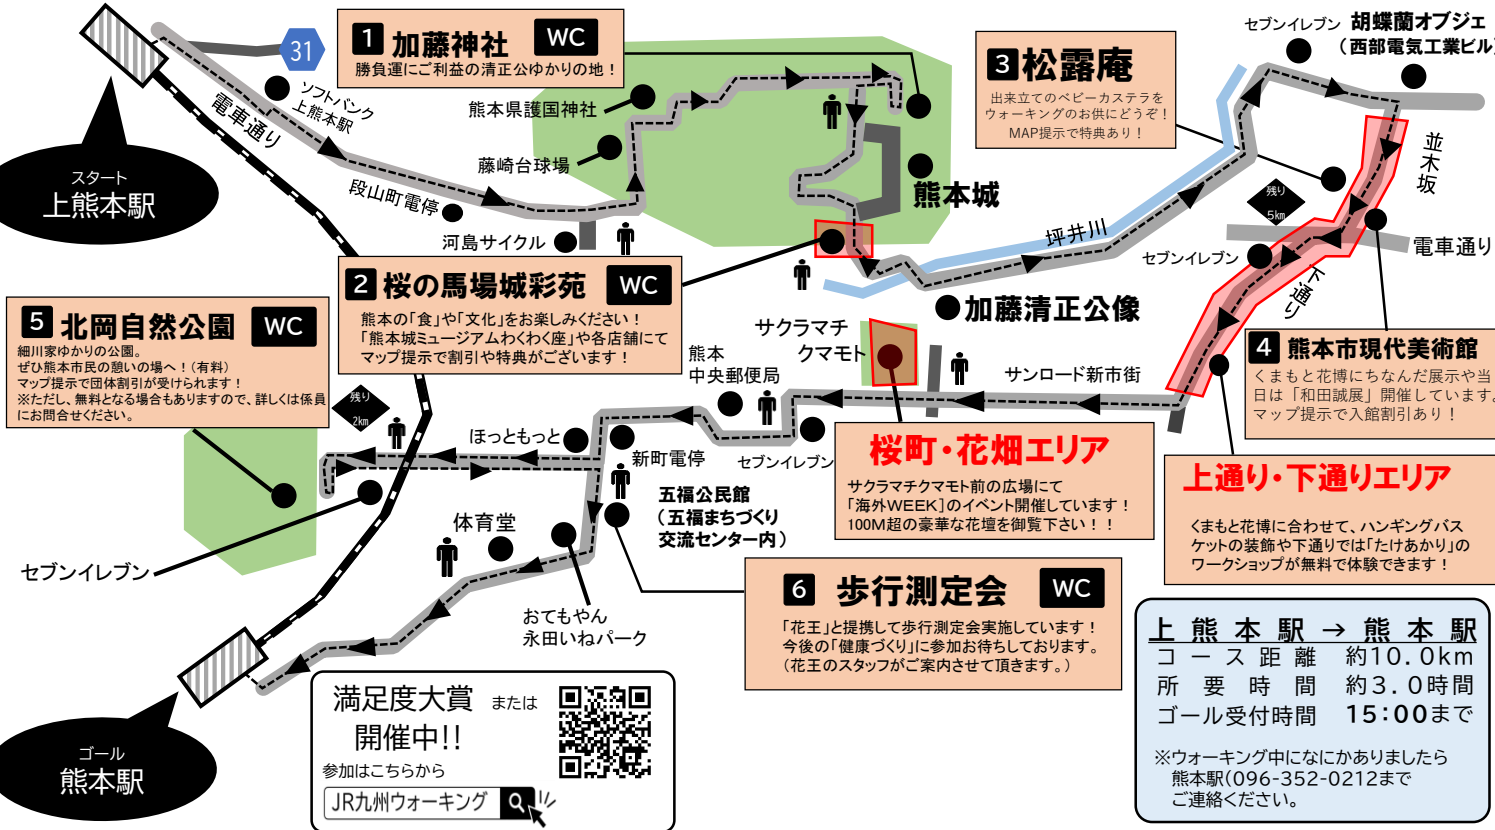 31
1 加藤神社 WC
勝負運にご利益の清正公ゆかりの地！
ソフトバンク
上熊本駅
電車通り
熊本県護国神社
藤崎台球場
段山町電停
河島サイクル
スタート
上熊本駅
3 松露庵
出来立てのベビーカステラを
ウォーキングのお供にどうぞ！
MAP提示で特典あり！
セブンイレブン
胡蝶蘭オブジェ
（西部電気工業ビル）
並木坂
残り
5km
電車通り
セブンイレブン
下通り
熊本城
坪井川
加藤清正公像
2 桜の馬場城彩苑 WC
熊本の「食」や「文化」をお楽しみください！
「熊本城ミュージアムわくわく座」や各店舗にて
マップ提示で割引や特典がございます！
サクラマチ
クマモト
熊本
中央郵便局
サンロード新市街
4 熊本市現代美術館
くまもと花博にちなんだ展示や当
日は「和田誠展」開催しています。
マップ提示で入館割引あり！
5 北岡自然公園 WC
細川家ゆかりの公園。
ぜひ熊本市民の憩いの場へ！(有料)
マップ提示で団体割引が受けられます！
※ただし、無料となる場合もありますので、詳しくは係員
にお問合せください。
残り
2km
ほっともっと
新町電停
セブンイレブン
桜町・花畑エリア
サクラマチクマモト前の広場にて
「海外WEEK］のイベント開催しています！
100M超の豪華な花壇を御覧下さい！！
上通り・下通りエリア
くまもと花博に合わせて、ハンギングバス
ケットの装飾や下通りでは「たけあかり」の
ワークショップが無料で体験できます！
五福公民館
（五福まちづくり
交流センター内）
体育堂
セブンイレブン
おてもやん
永田いねパーク
6 歩行測定会 WC
「花王」と提携して歩行測定会実施しています！
今後の「健康づくり」に参加お待ちしております。
（花王のスタッフがご案内させて頂きます。）
ゴール
熊本駅
満足度大賞 または
開催中!!
参加はこちらから
JR九州ウォーキング
上熊本駅 → 熊本駅
コース距離 約10.0km
所要時間 約3.0時間
ゴール受付時間 15:00まで
※ウォーキング中になにかありましたら
熊本駅(096-352-0212まで
ご連絡ください。